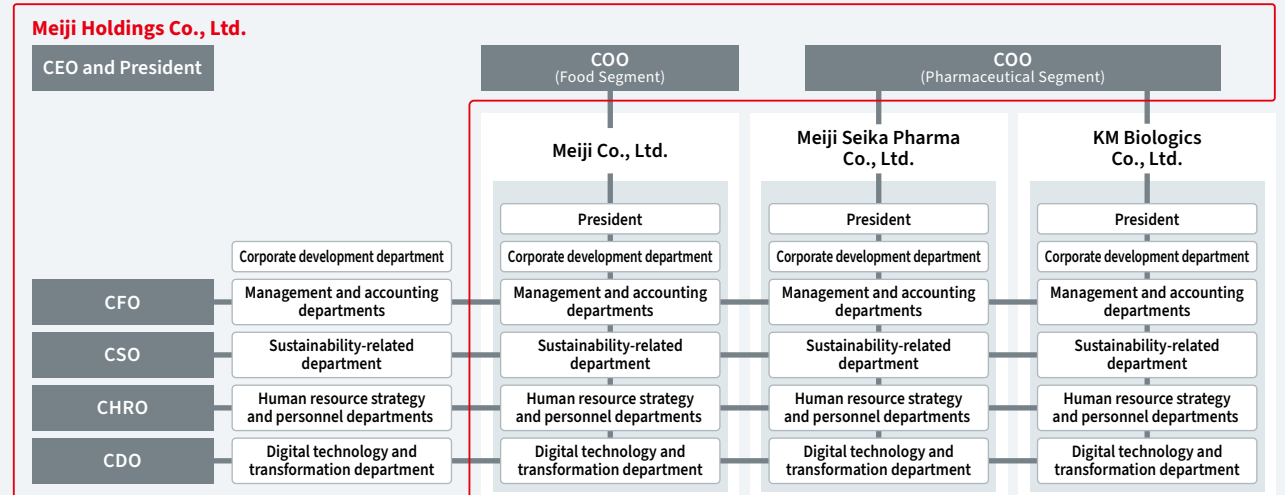 Meiji Holdings Co., Ltd.
CEO and President
COO
(Food Segment)
COO
(Pharmaceutical Segment)
Meiji Co., Ltd.
Meiji Seika Pharma
Co., Ltd.
KM Biologics
Co., Ltd.
President
President
President
Corporate development department
Corporate development department
Corporate development department
Corporate development department
CFO
Management and accounting
departments
Management and accounting
departments
Management and accounting
departments
Management and accounting
departments
CSO
Sustainability-related
department
Sustainability-related
department
Sustainability-related
department
Sustainability-related
department
CHRO
Human resource strategy
and personnel departments
Human resource strategy
and personnel departments
Human resource strategy
and personnel departments
Human resource strategy
and personnel departments
CDO
Digital technology and
transformation department
Digital technology and
transformation department
Digital technology and
transformation department
Digital technology and
transformation department